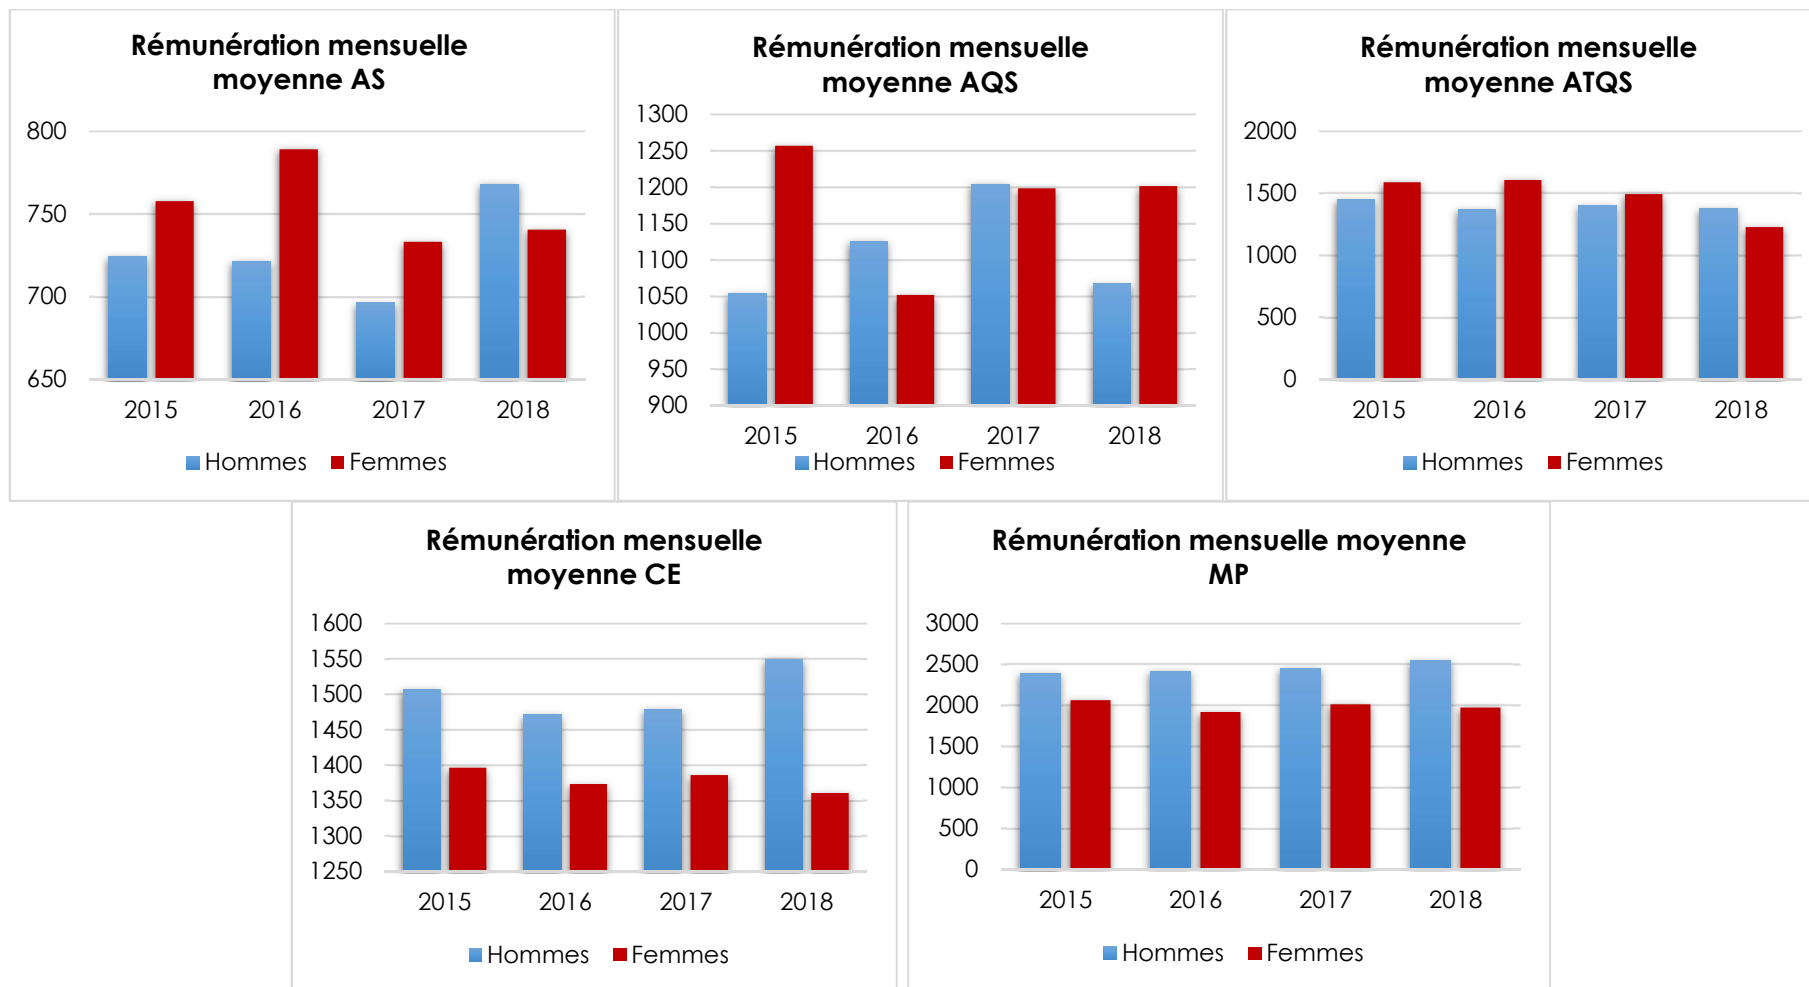 Rémunération mensuelle
moyenne AS
800
750
700
650
2015 2016 2017 2018
Hommes Femmes
Rémunération mensuelle
moyenne AQS
1300
1250
1200
1150
1100
1050
1000
950
900
2015 2016 2017 2018
Hommes Femmes
Rémunération mensuelle
moyenne ATQS
2000
1500
1000
500
0
2015 2016 2017 2018
Hommes Femmes
Rémunération mensuelle
moyenne CE
1600
1550
1500
1450
1400
1350
1300
1250
2015 2016 2017 2018
Hommes Femmes
Rémunération mensuelle moyenne
MP
3000
2500
2000
1500
1000
500
0
2015 2016 2017 2018
Hommes Femmes